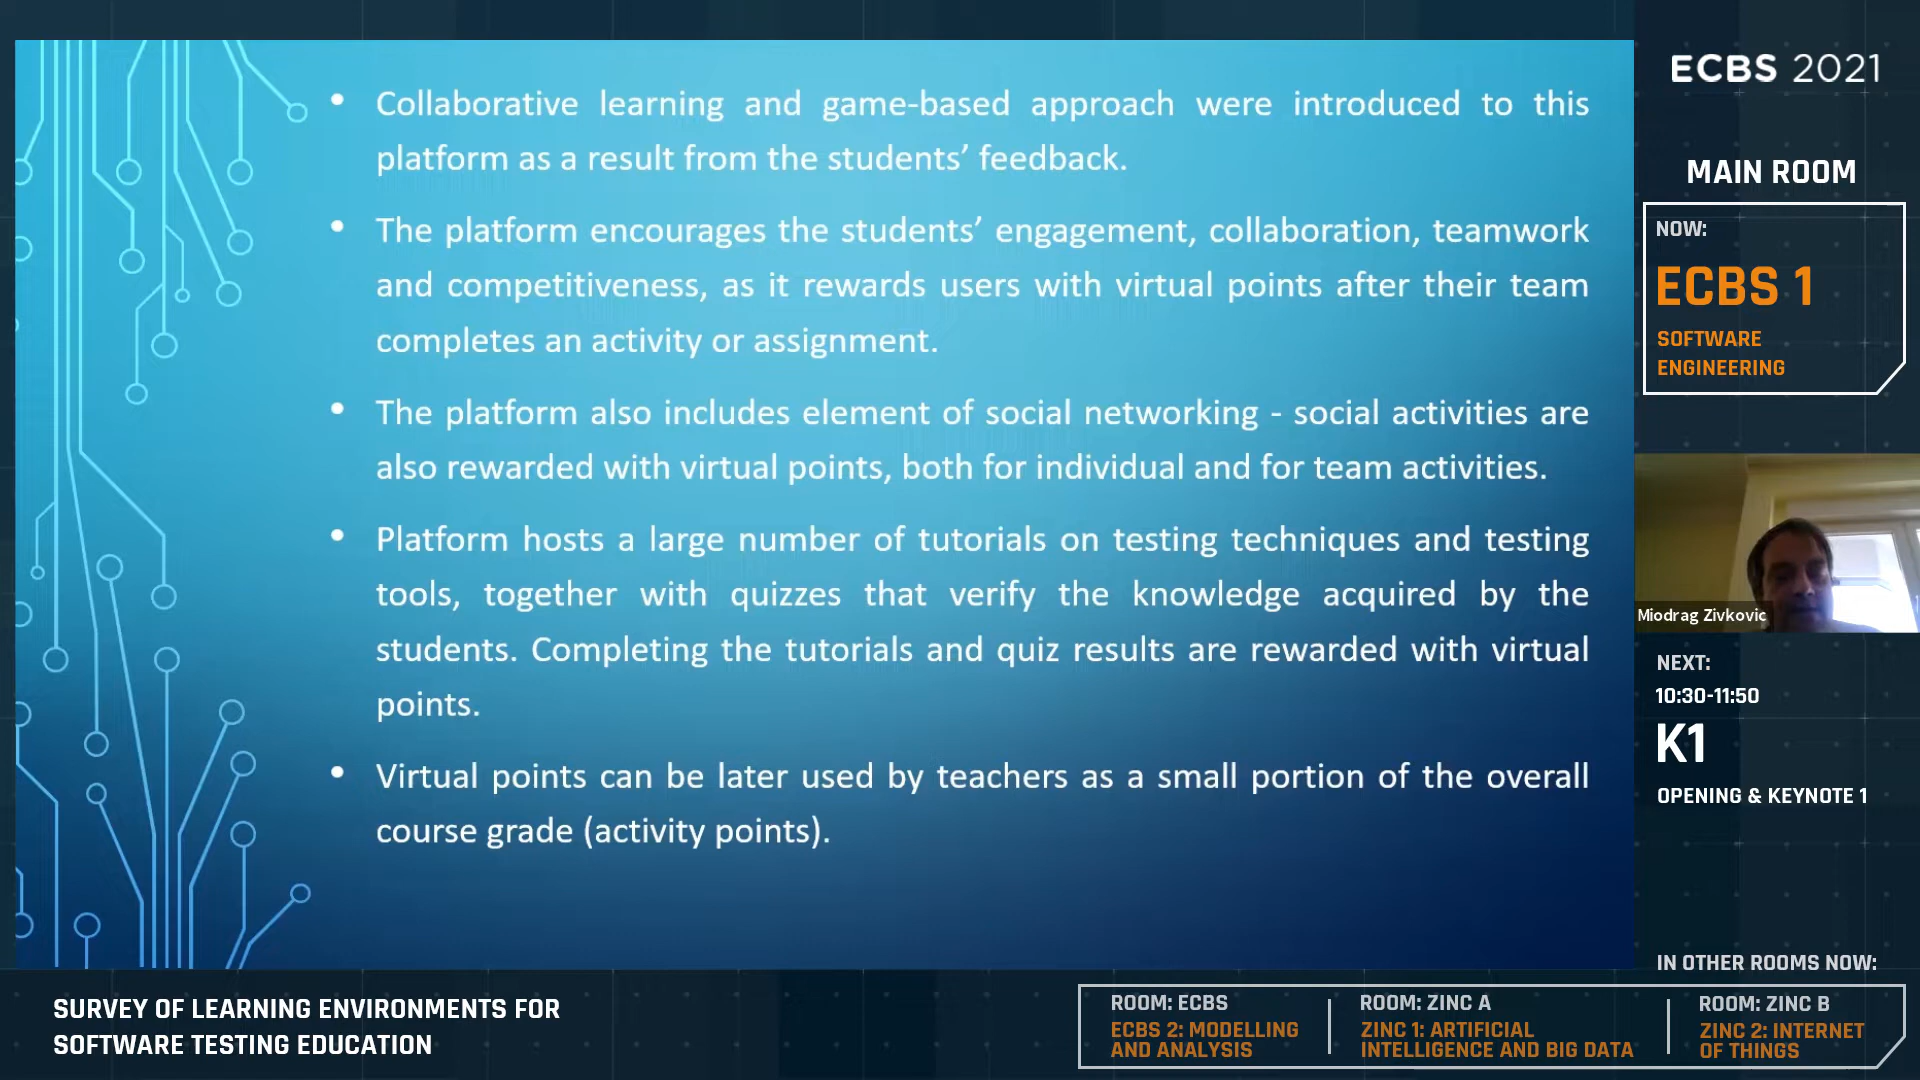 • Collaborative learning and game-based approach were introduced to this
platform as a result from the students’ feedback.
• The platform encourages the students’ engagement, collaboration, teamwork
and competitiveness, as it rewards users with virtual points after their team
completes an activity or assignment.
• The platform also includes element of social networking - social activities are
also rewarded with virtual points, both for individual and for team activities.
• Platform hosts a large number of tutorials on testing techniques and testing
tools, together with quizzes that verify the knowledge acquired by the
students. Completing the tutorials and quiz results are rewarded with virtual
points.
• Virtual points can be later used by teachers as a small portion of the overall
course grade (activity points).
ECBS 2021
MAIN ROOM
NOW:
ECBS 1
SOFTWARE
ENGINEERING
Miodrag Zivkovic
NEXT:
10:30-11:50
K1
OPENING & KEYNOTE 1
IN OTHER ROOMS NOW:
SURVEY OF LEARNING ENVIRONMENTS FOR
SOFTWARE TESTING EDUCATION
ROOM: ECBS
ECBS 2: MODELLING
AND ANALYSIS
ROOM: ZINC A
ZINC 1: ARTIFICIAL
INTELLIGENCE AND BIG DATA
ROOM: ZINC B
ZINC 2: INTERNET
OF THINGS